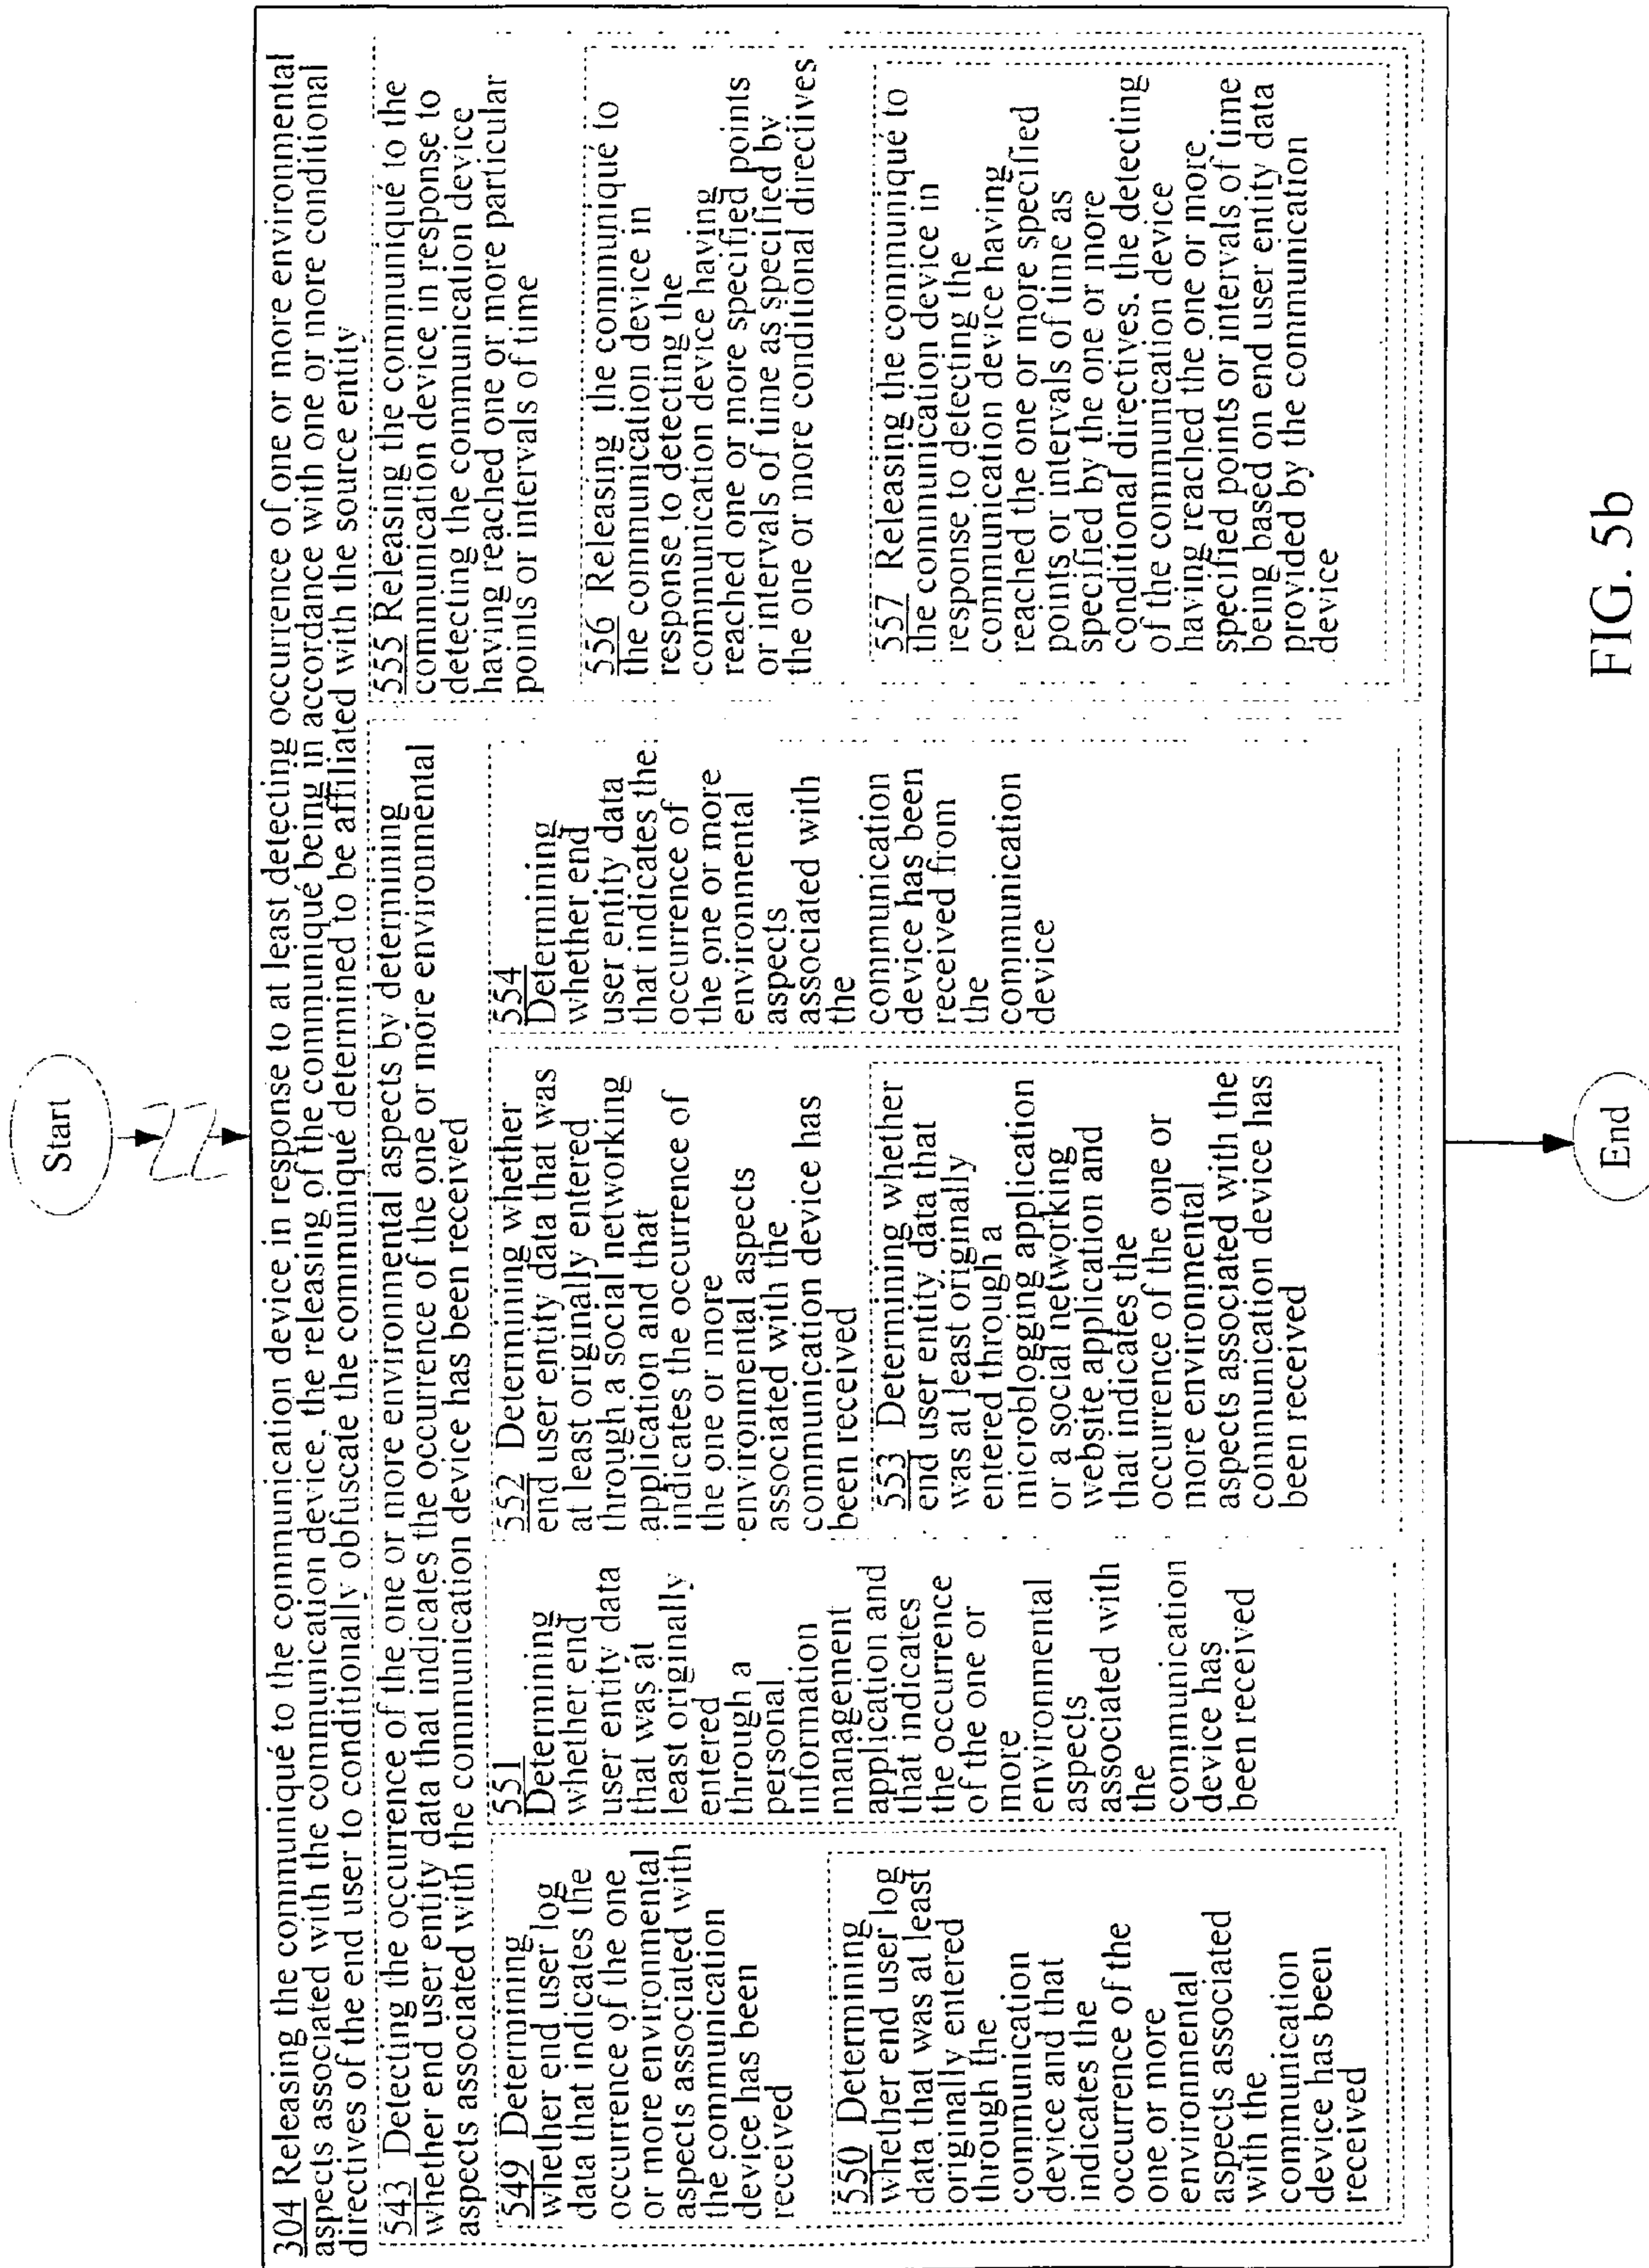 Start
304 Releasing the communiqué to the communication device in response to at least detecting occurrence of one or more environmental
aspects associated with the communication device, the releasing of the communiqué being in accordance with one or more conditional
directives of the end user to conditionally obfuscate the communiqué determined to be affiliated with the source entity
543 Detecting the occurrence of the one or more environmental aspects by determining
whether end user entity data that indicates the occurrence of the one or more environmental
aspects associated with the communication device has been received
549 Determining
whether end user log
data that indicates the
occurrence of the one
or more environmental
aspects associated with
the communication
device has been
received
550 Determining
whether end user log
data that was at least
originally entered
through the
communication
device and that
indicates the
occurrence of the
one or more
environmental
aspects associated
with the
communication
device has been
received
551
Determining
whether end
user entity data
that was at
least originally
entered
through a
personal
information
management
application and
that indicates
the occurrence
of the one or
more
environmental
aspects
associated with
the
communication
device has
been received
552 Determining whether
end user entity data that was
at least originally entered
through a social networking
application and that
indicates the occurrence of
the one or more
environmental aspects
associated with the
communication device has
been received
553 Determining whether
end user entity data that
was at least originally
entered through a
microblogging application
or a social networking
website application and
that indicates the
occurrence of the one or
more environmental
aspects associated with the
communication device has
been received
554
Determining
whether end
user entity data
that indicates the
occurrence of
the one or more
environmental
aspects
associated with
the
communication
device has been
received from
the
communication
device
555 Releasing the communiqué to the
communication device in response to
detecting the communication device
having reached one or more particular
points or intervals of time
556 Releasing the communiqué to
the communication device in
response to detecting the
communication device having
reached one or more specified points
or intervals of time as specified by
the one or more conditional directives
557 Releasing the communiqué to
the communication device in
response to detecting the
communication device having
reached the one or more specified
points or intervals of time as
specified by the one or more
conditional directives, the detecting
of the communication device
having reached the one or more
specified points or intervals of time
being based on end user entity data
provided by the communication
device
End
FIG. 5b